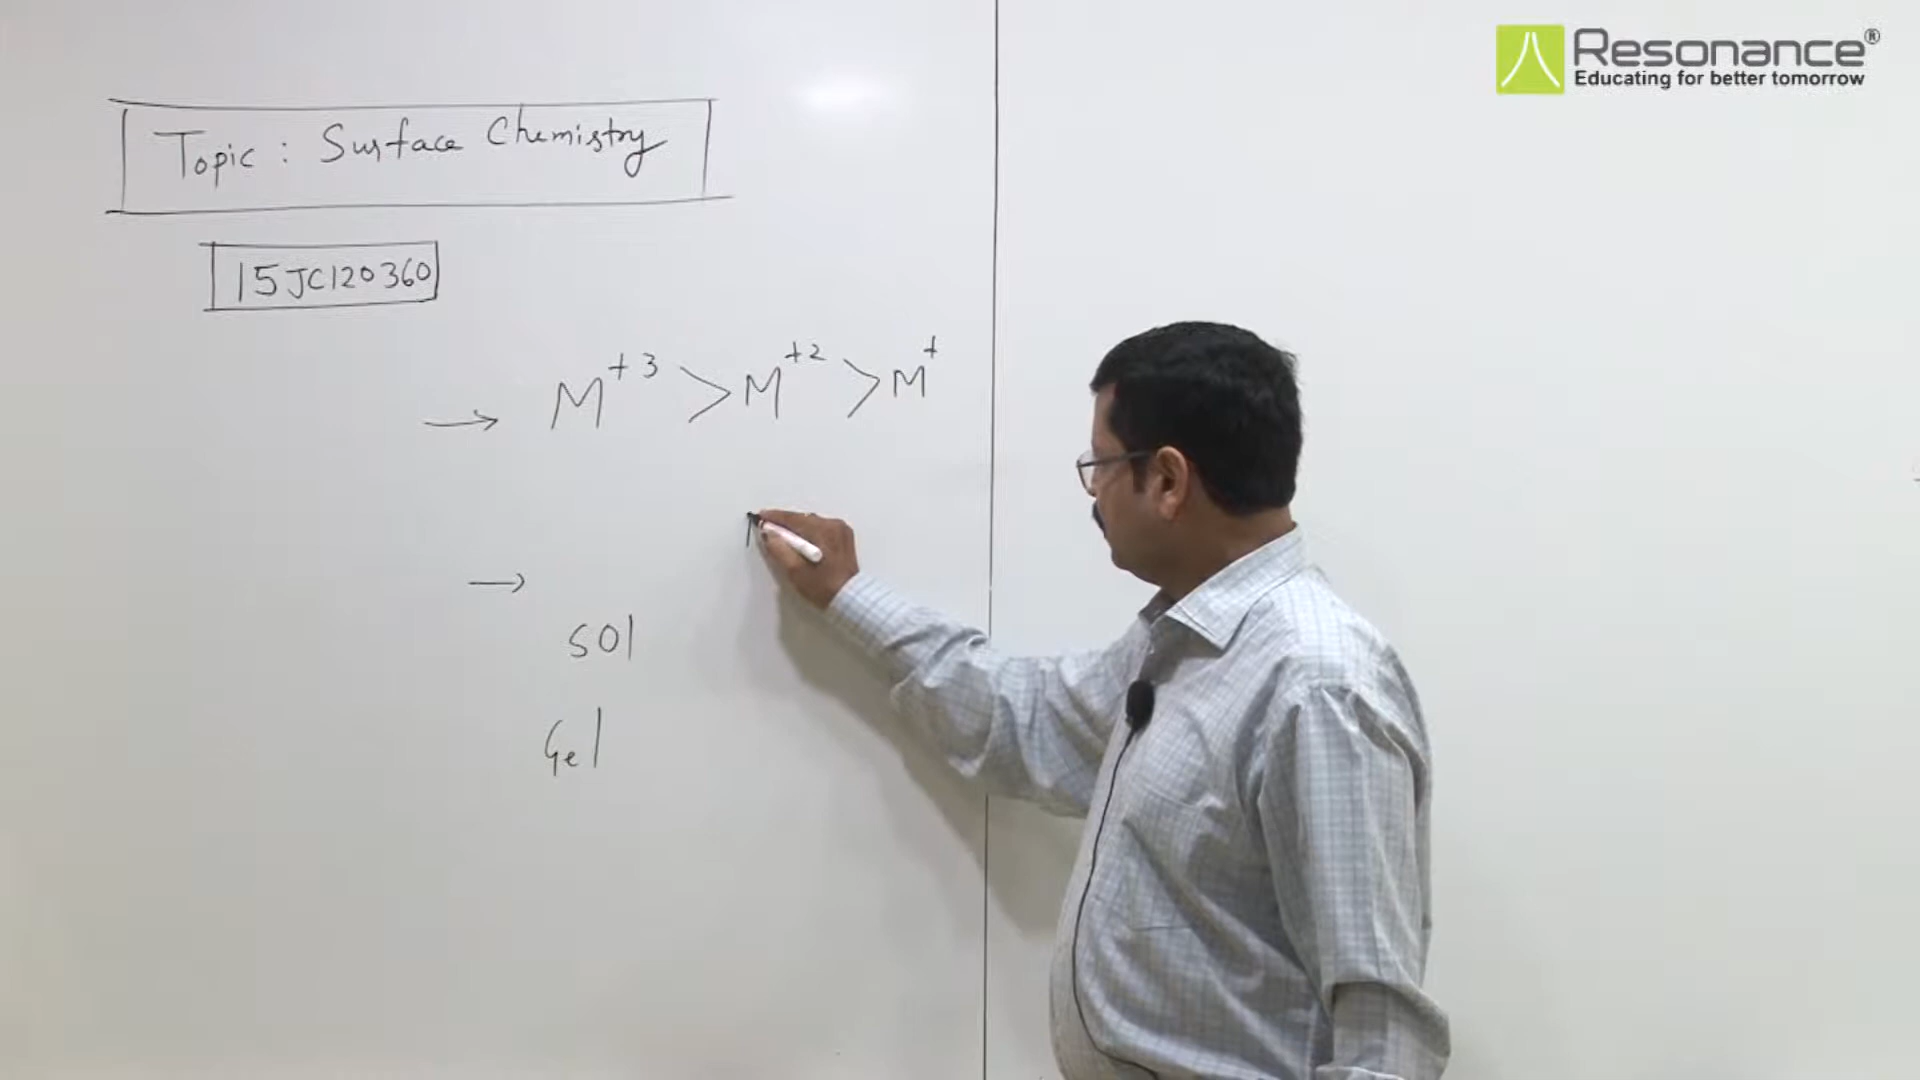 Resonance®
Educating for better tomorrow
Topic : Surface Chemistry
15JC120360
→ M+3 > M+2 > M+
→
SOl
Gel